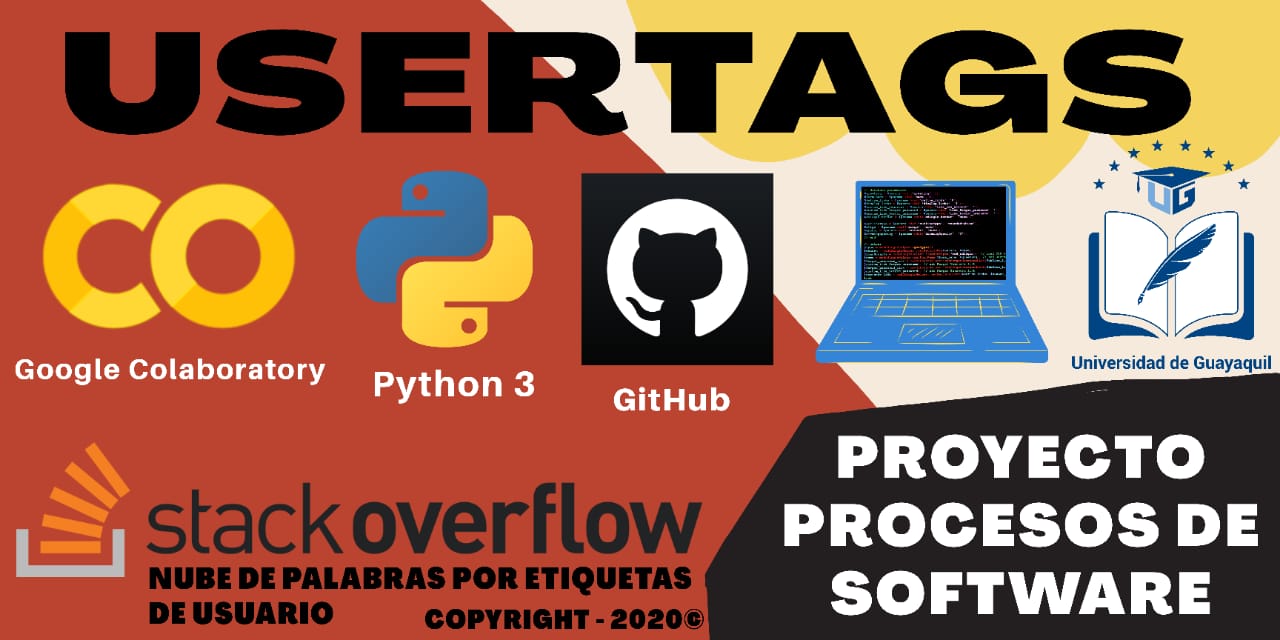 USERTAGS
UG
Universidad de Guayaquil
Google Colaboratory
Python 3
GitHub
stackoverflow
NUBE DE PALABRAS POR ETIQUETAS
DE USUARIO
COPYRIGHT - 2020©
PROYECTO
PROCESOS DE
SOFTWARE